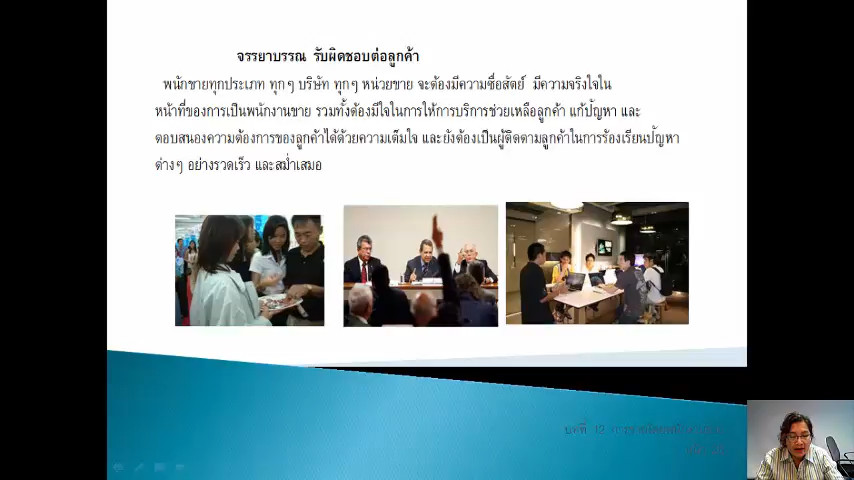 จรรยาบรรณ รับผิดชอบต่อลูกค้า
พนักขายทุกประเภท ทุกๆ บริษัท ทุกๆ หน่วยขาย จะต้องมีความซื่อสัตย์ มีความจริงใจใน
หน้าที่ของการเป็นพนักงานขาย รวมทั้งต้องมีใจในการให้การบริการช่วยเหลือลูกค้า แก้ปัญหา และ
ตอบสนองความต้องการของลูกค้าได้ด้วยความเต็มใจ และยังต้องเป็นผู้ติดตามลูกค้าในการร้องเรียนปัญหา
ต่างๆ อย่างรวดเร็ว และสม่ำเสมอ
บทที่ 12